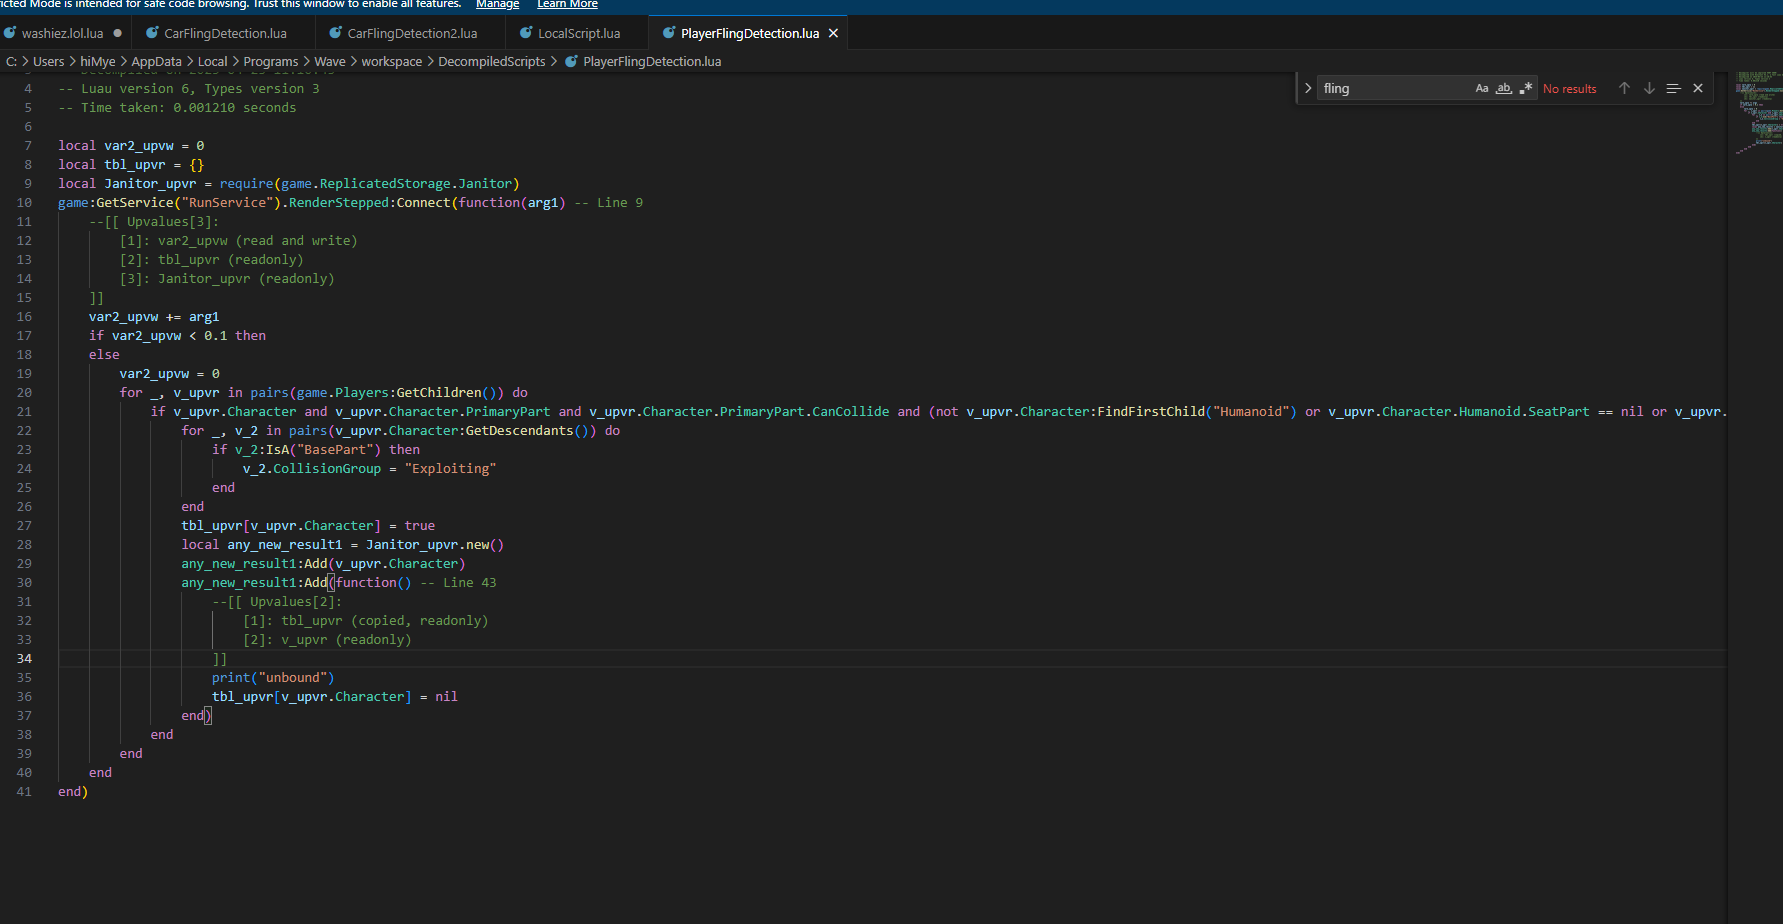 ricted Mode is intended for safe code browsing. Trust this window to enable all features. Manage Learn More
washiez.lol.lua ● CarFlingDetection.lua CarFlingDetection2.lua LocalScript.lua PlayerFlingDetection.lua ×
C: > Users > hiMye > AppData > Local > Programs > Wave > workspace > DecompiledScripts > PlayerFlingDetection.lua
fling Aa ab .* No results
4 -- Luau version 6, Types version 3
5 -- Time taken: 0.001210 seconds
6
7 local var2_upvw = 0
8 local tbl_upvr = {}
9 local Janitor_upvr = require(game.ReplicatedStorage.Janitor)
10 game:GetService("RunService").RenderStepped:Connect(function(arg1) -- Line 9
11 --[[ Upvalues[3]:
12 [1]: var2_upvw (read and write)
13 [2]: tbl_upvr (readonly)
14 [3]: Janitor_upvr (readonly)
15 ]]
16 var2_upvw += arg1
17 if var2_upvw < 0.1 then
18 else
19 var2_upvw = 0
20 for _, v_upvr in pairs(game.Players:GetChildren()) do
21 if v_upvr.Character and v_upvr.Character.PrimaryPart and v_upvr.Character.PrimaryPart.CanCollide and (not v_upvr.Character:FindFirstChild("Humanoid") or v_upvr.Character.Humanoid.SeatPart == nil or v_upvr.
22 for _, v_2 in pairs(v_upvr.Character:GetDescendants()) do
23 if v_2:IsA("BasePart") then
24 v_2.CollisionGroup = "Exploiting"
25 end
26 end
27 tbl_upvr[v_upvr.Character] = true
28 local any_new_result1 = Janitor_upvr.new()
29 any_new_result1:Add(v_upvr.Character)
30 any_new_result1:Add(function() -- Line 43
31 --[[ Upvalues[2]:
32 [1]: tbl_upvr (copied, readonly)
33 [2]: v_upvr (readonly)
34 ]]
35 print("unbound")
36 tbl_upvr[v_upvr.Character] = nil
37 end)
38 end
39 end
40 end
41 end)